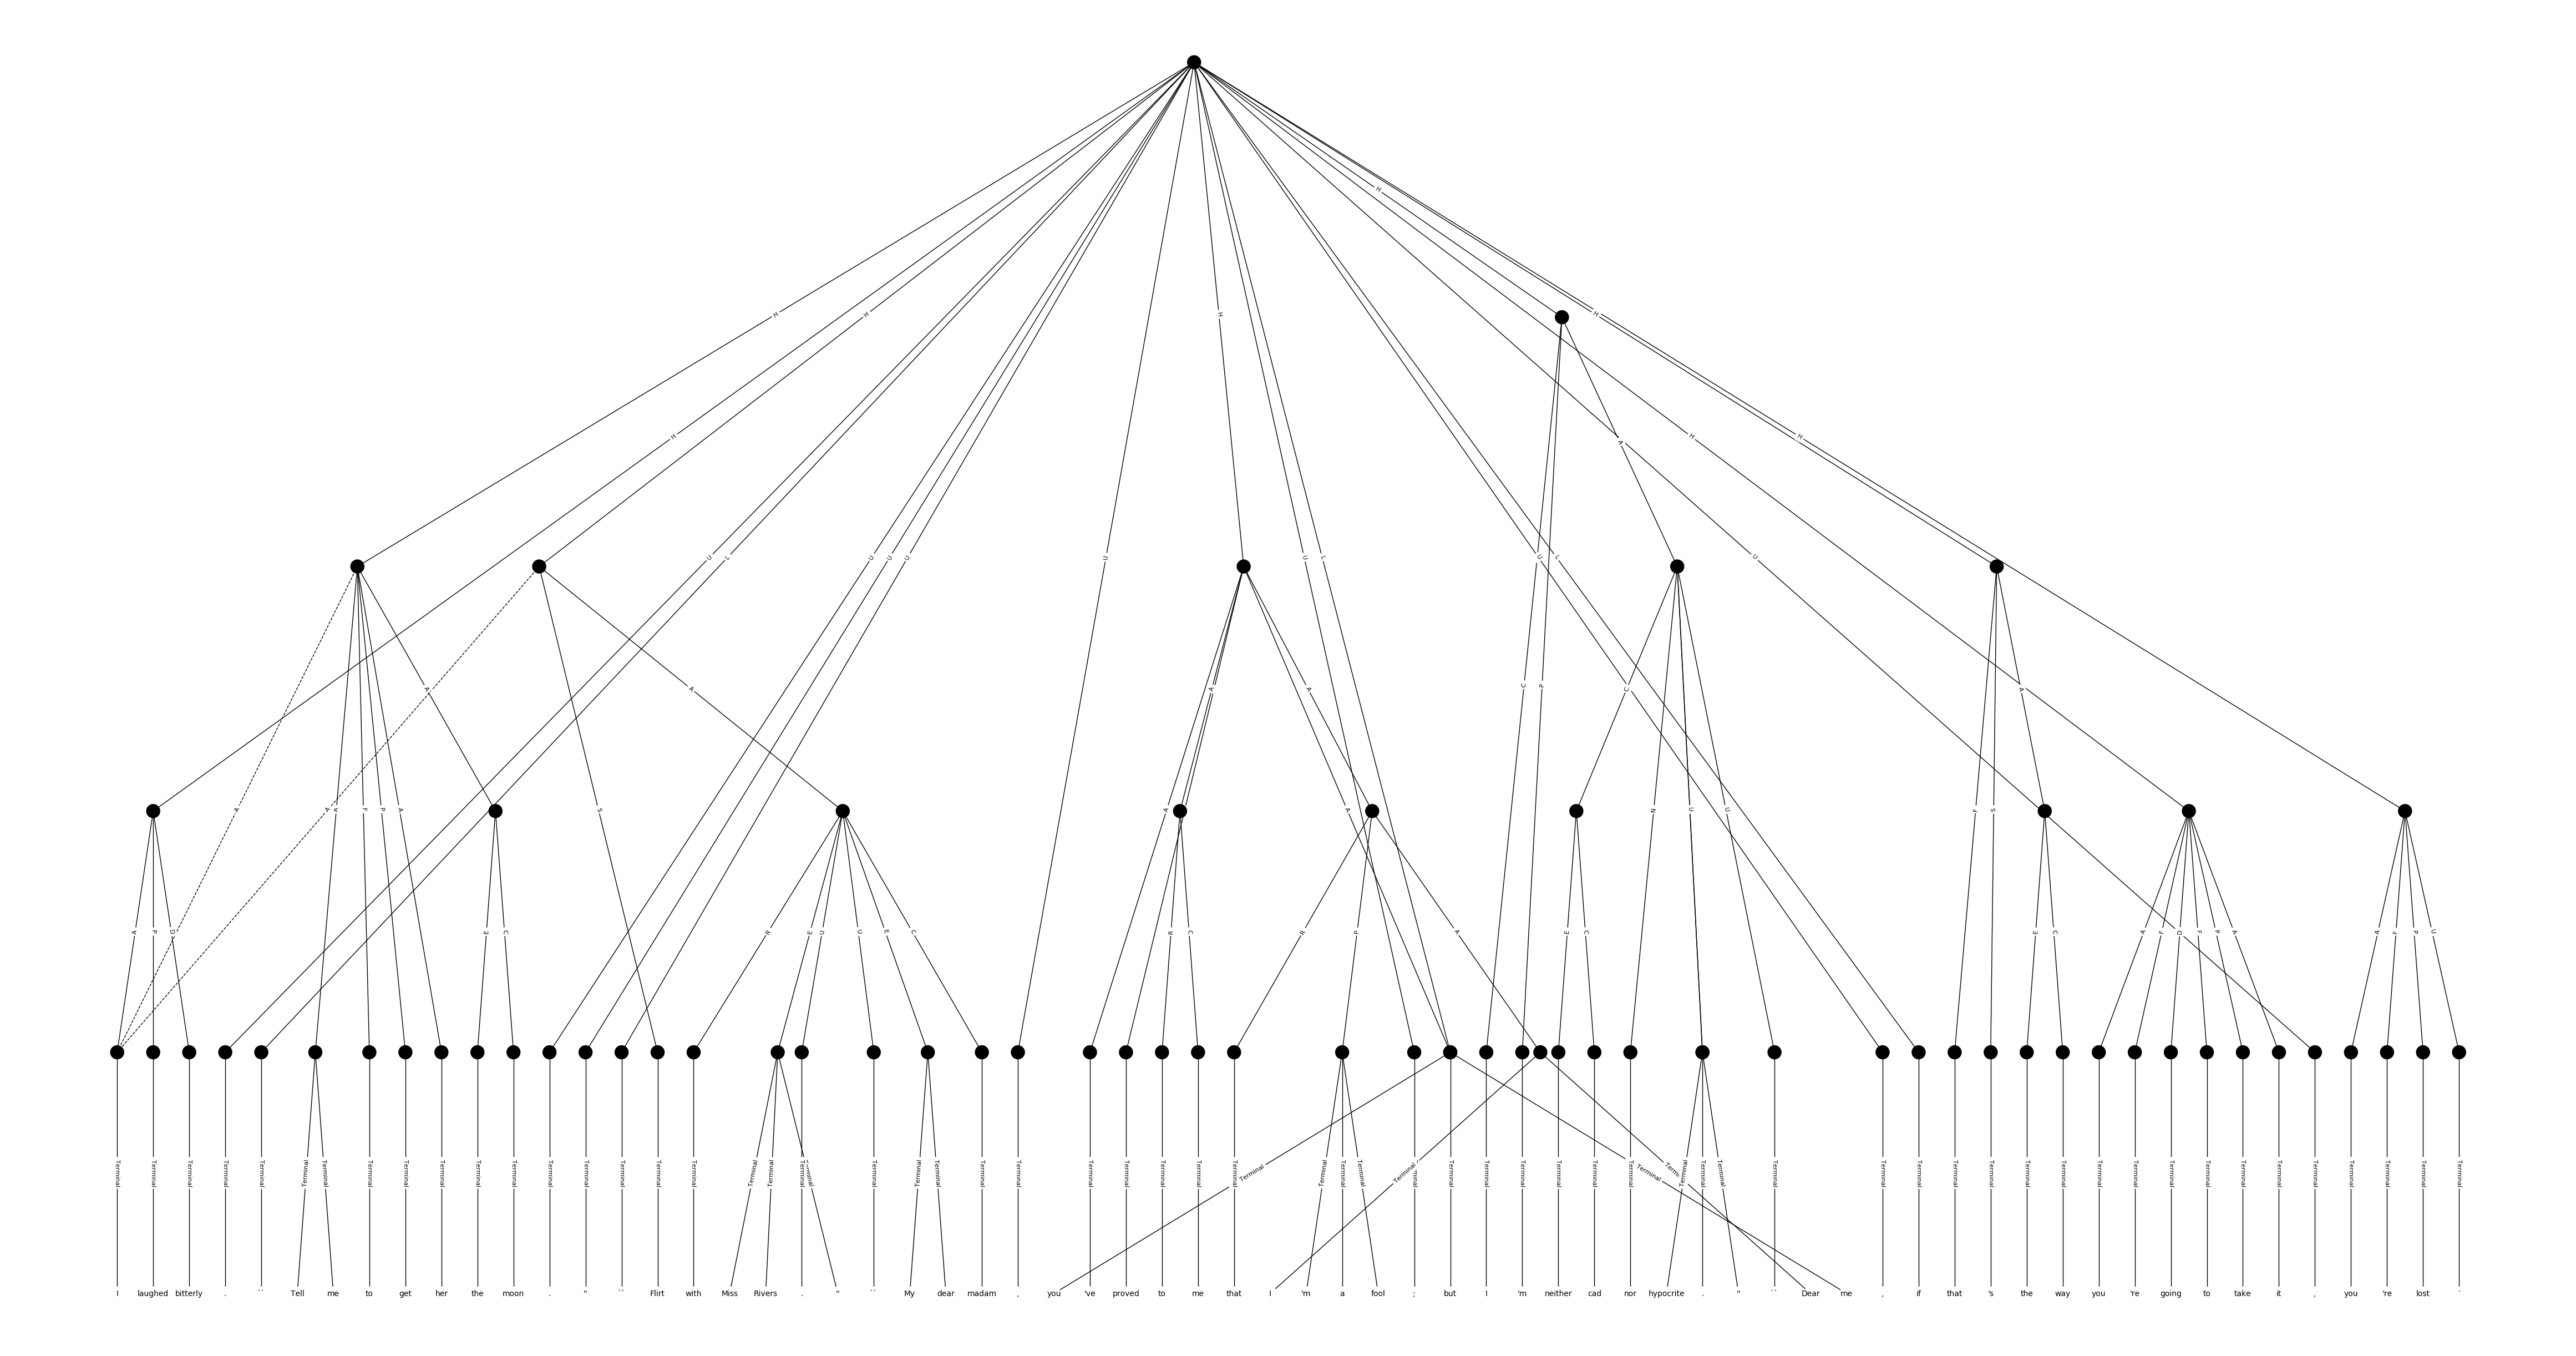 H
H
H
H
H
H
H
H
H
A
U
L
U
U
U
U
U
L
U
L
U
A
A
A
A
C
P
C
A
A
A
A
F
P
A
S
A
A
N
U
U
F
S
A
P
D
E
C
R
E
U
U
E
C
R
C
R
P
A
E
C
E
C
A
F
D
F
P
A
A
F
P
U
Terminal Terminal Terminal Terminal Terminal Terminal Terminal Terminal Terminal Terminal Terminal Terminal Terminal Terminal Terminal Terminal Terminal Terminal Terminal Terminal Terminal Terminal Terminal Terminal Terminal Terminal Terminal Terminal Terminal Terminal Terminal Terminal Terminal Terminal Terminal Terminal Terminal Terminal Terminal Terminal Terminal Terminal Terminal Terminal Terminal Terminal Terminal Terminal Terminal Terminal Terminal Terminal Terminal Terminal Terminal Terminal Terminal Terminal Terminal Terminal Terminal Terminal Terminal Terminal Terminal
I laughed bitterly . `` Tell me to get her the moon . " `` Flirt with Miss Rivers . " `` My dear madam , you 've proved to me that I 'm a fool ; but I 'm neither cad nor hypocrite . " `` Dear me , if that 's the way you 're going to take it , you 're lost '